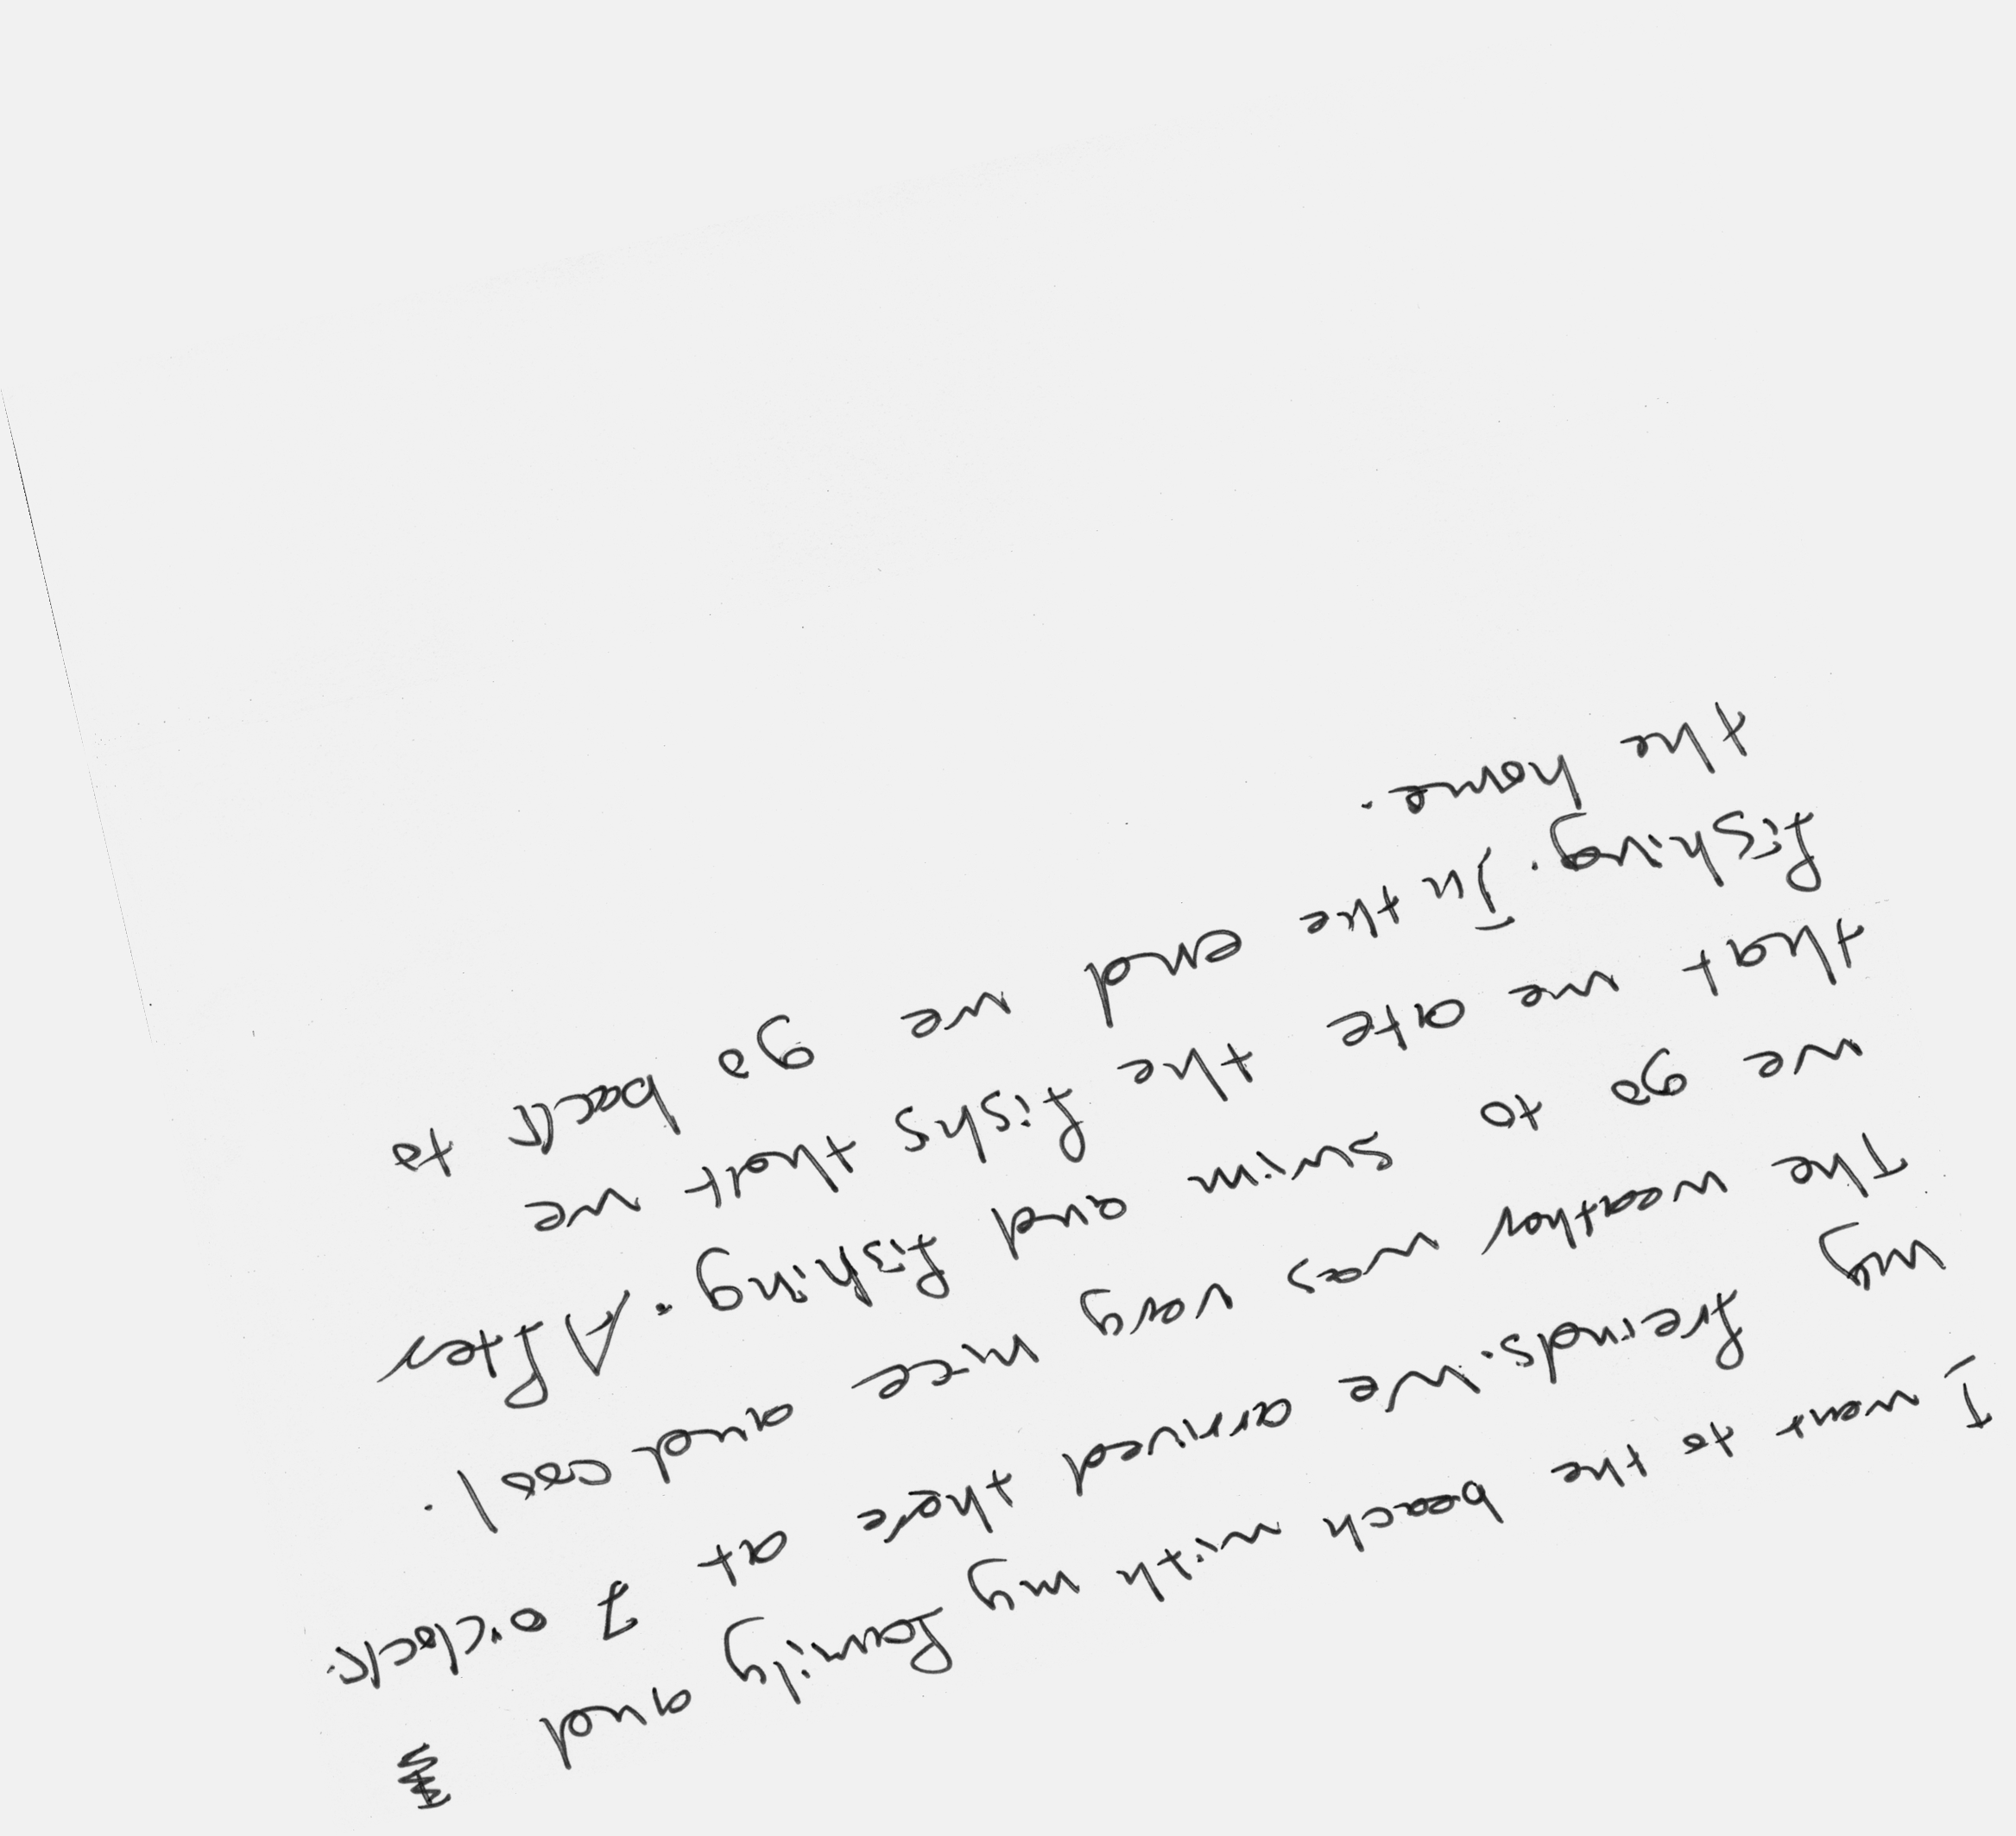 I went to the beach with my family and
my freinds. We arrived there at 7 o'clock.
The weather was vary nice and cool.
we go to swim and fishing. After
that we ate the fishs that we
fishing. In the end we go back to
the home.